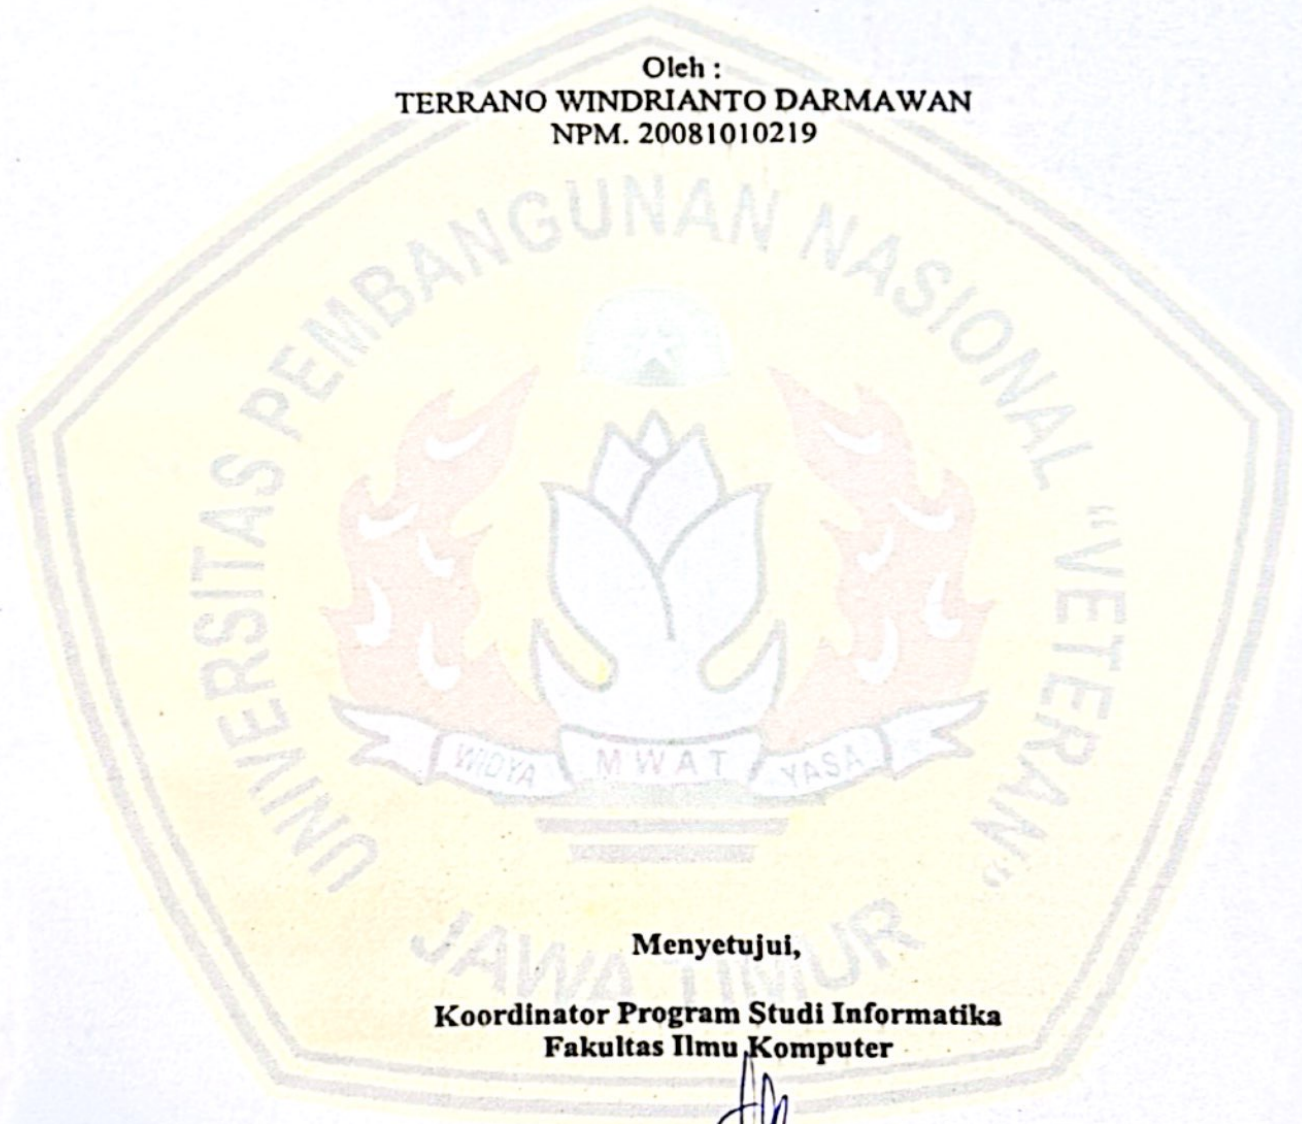 Oleh :
TERRANO WINDRIANTO DARMAWAN
NPM. 20081010219
UNIVERSITAS PEMBANGUNAN NASIONAL "VETERAN"
WIDYA MWAT YASA
JAWA TIMUR
Menyetujui,
Koordinator Program Studi Informatika
Fakultas Ilmu Komputer